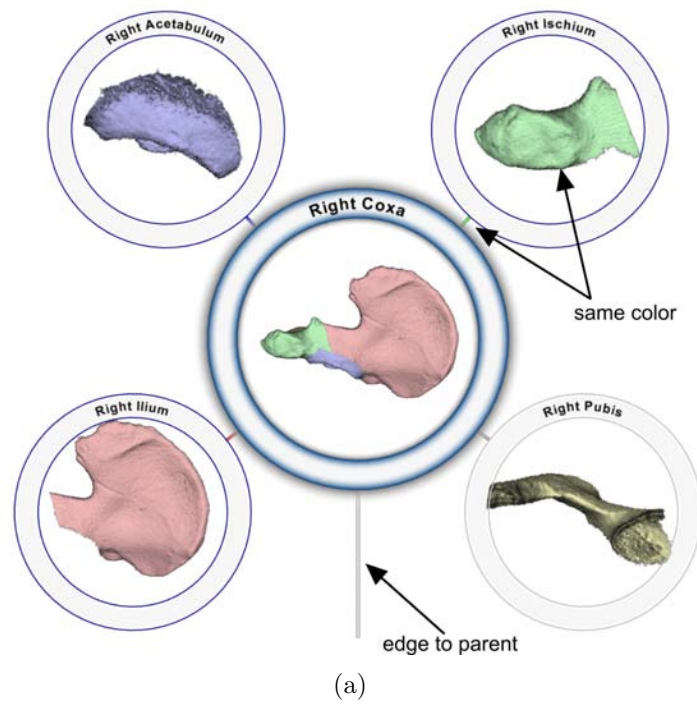 Right Acetabulum
Right Ischium
Right Coxa
same color
Right Ilium
Right Pubis
edge to parent
(a)